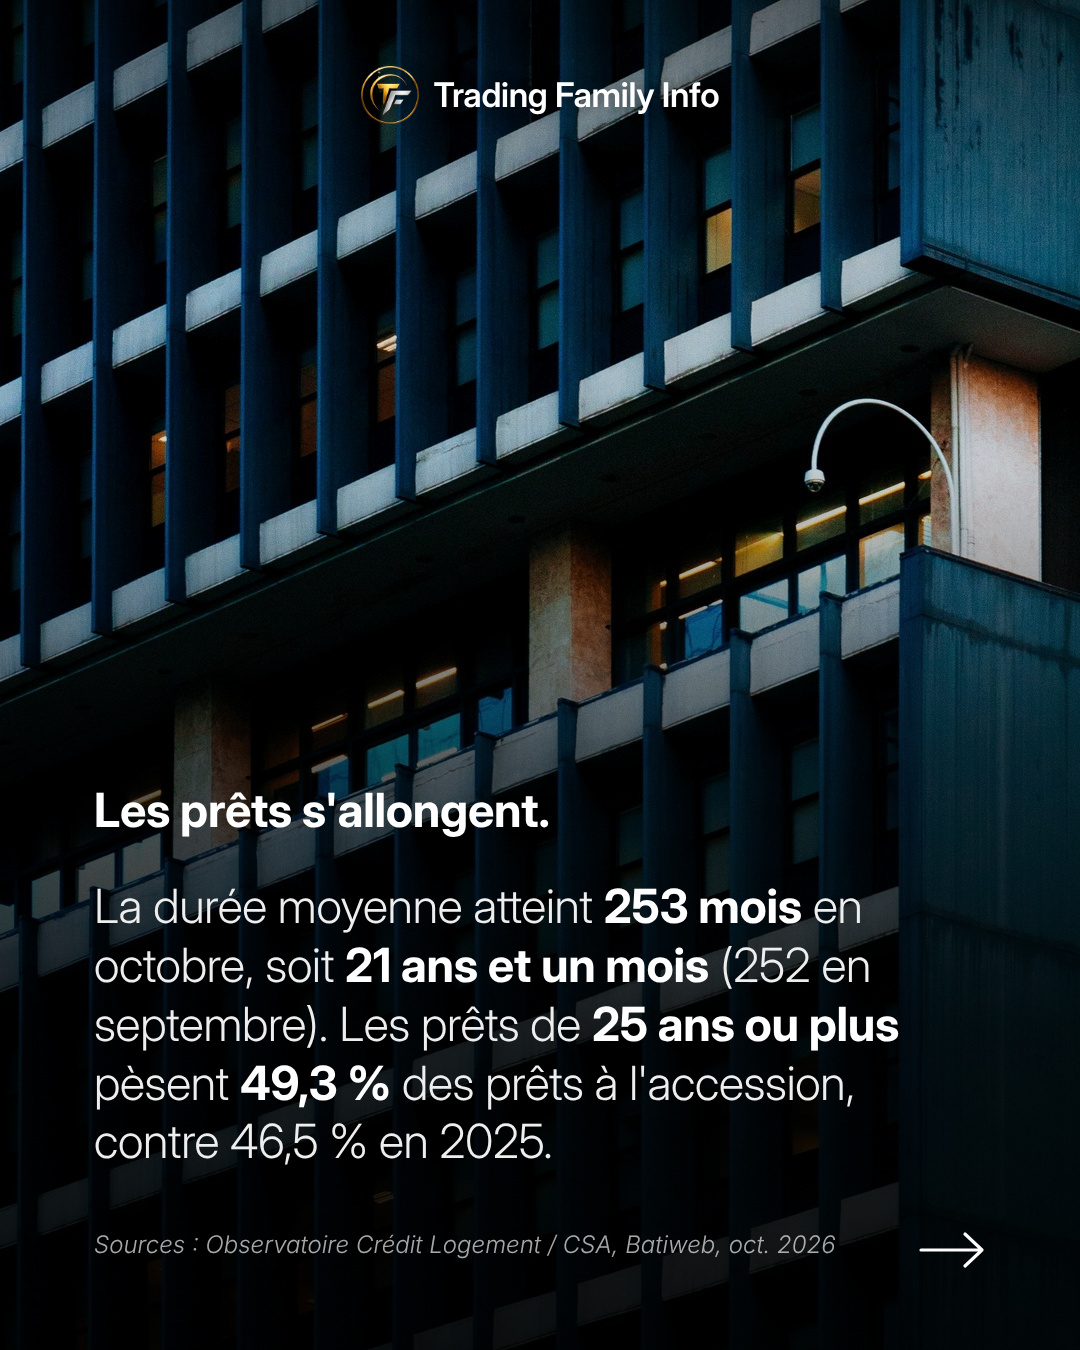 TF Trading Family Info
Les prêts s'allongent.
La durée moyenne atteint 253 mois en
octobre, soit 21 ans et un mois (252 en
septembre). Les prêts de 25 ans ou plus
pèsent 49,3 % des prêts à l'accession,
contre 46,5 % en 2025.
Sources : Observatoire Crédit Logement / CSA, Batiweb, oct. 2026